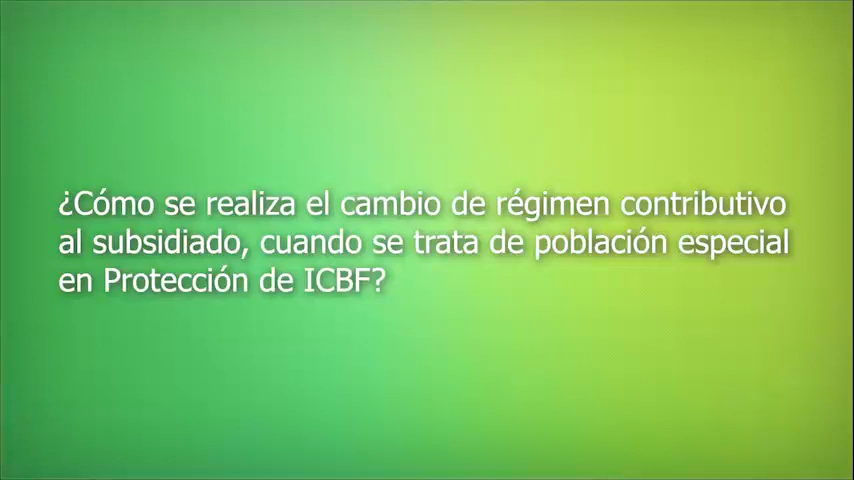 ¿Cómo se realiza el cambio de régimen contributivo
al subsidiado, cuando se trata de población especial
en Protección de ICBF?